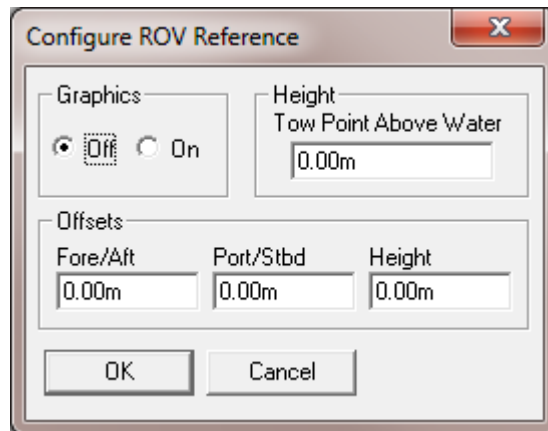 Configure ROV Reference
Graphics
Off On
Height
Tow Point Above Water
0.00m
Offsets
Fore/Aft Port/Stbd Height
0.00m 0.00m 0.00m
OK Cancel